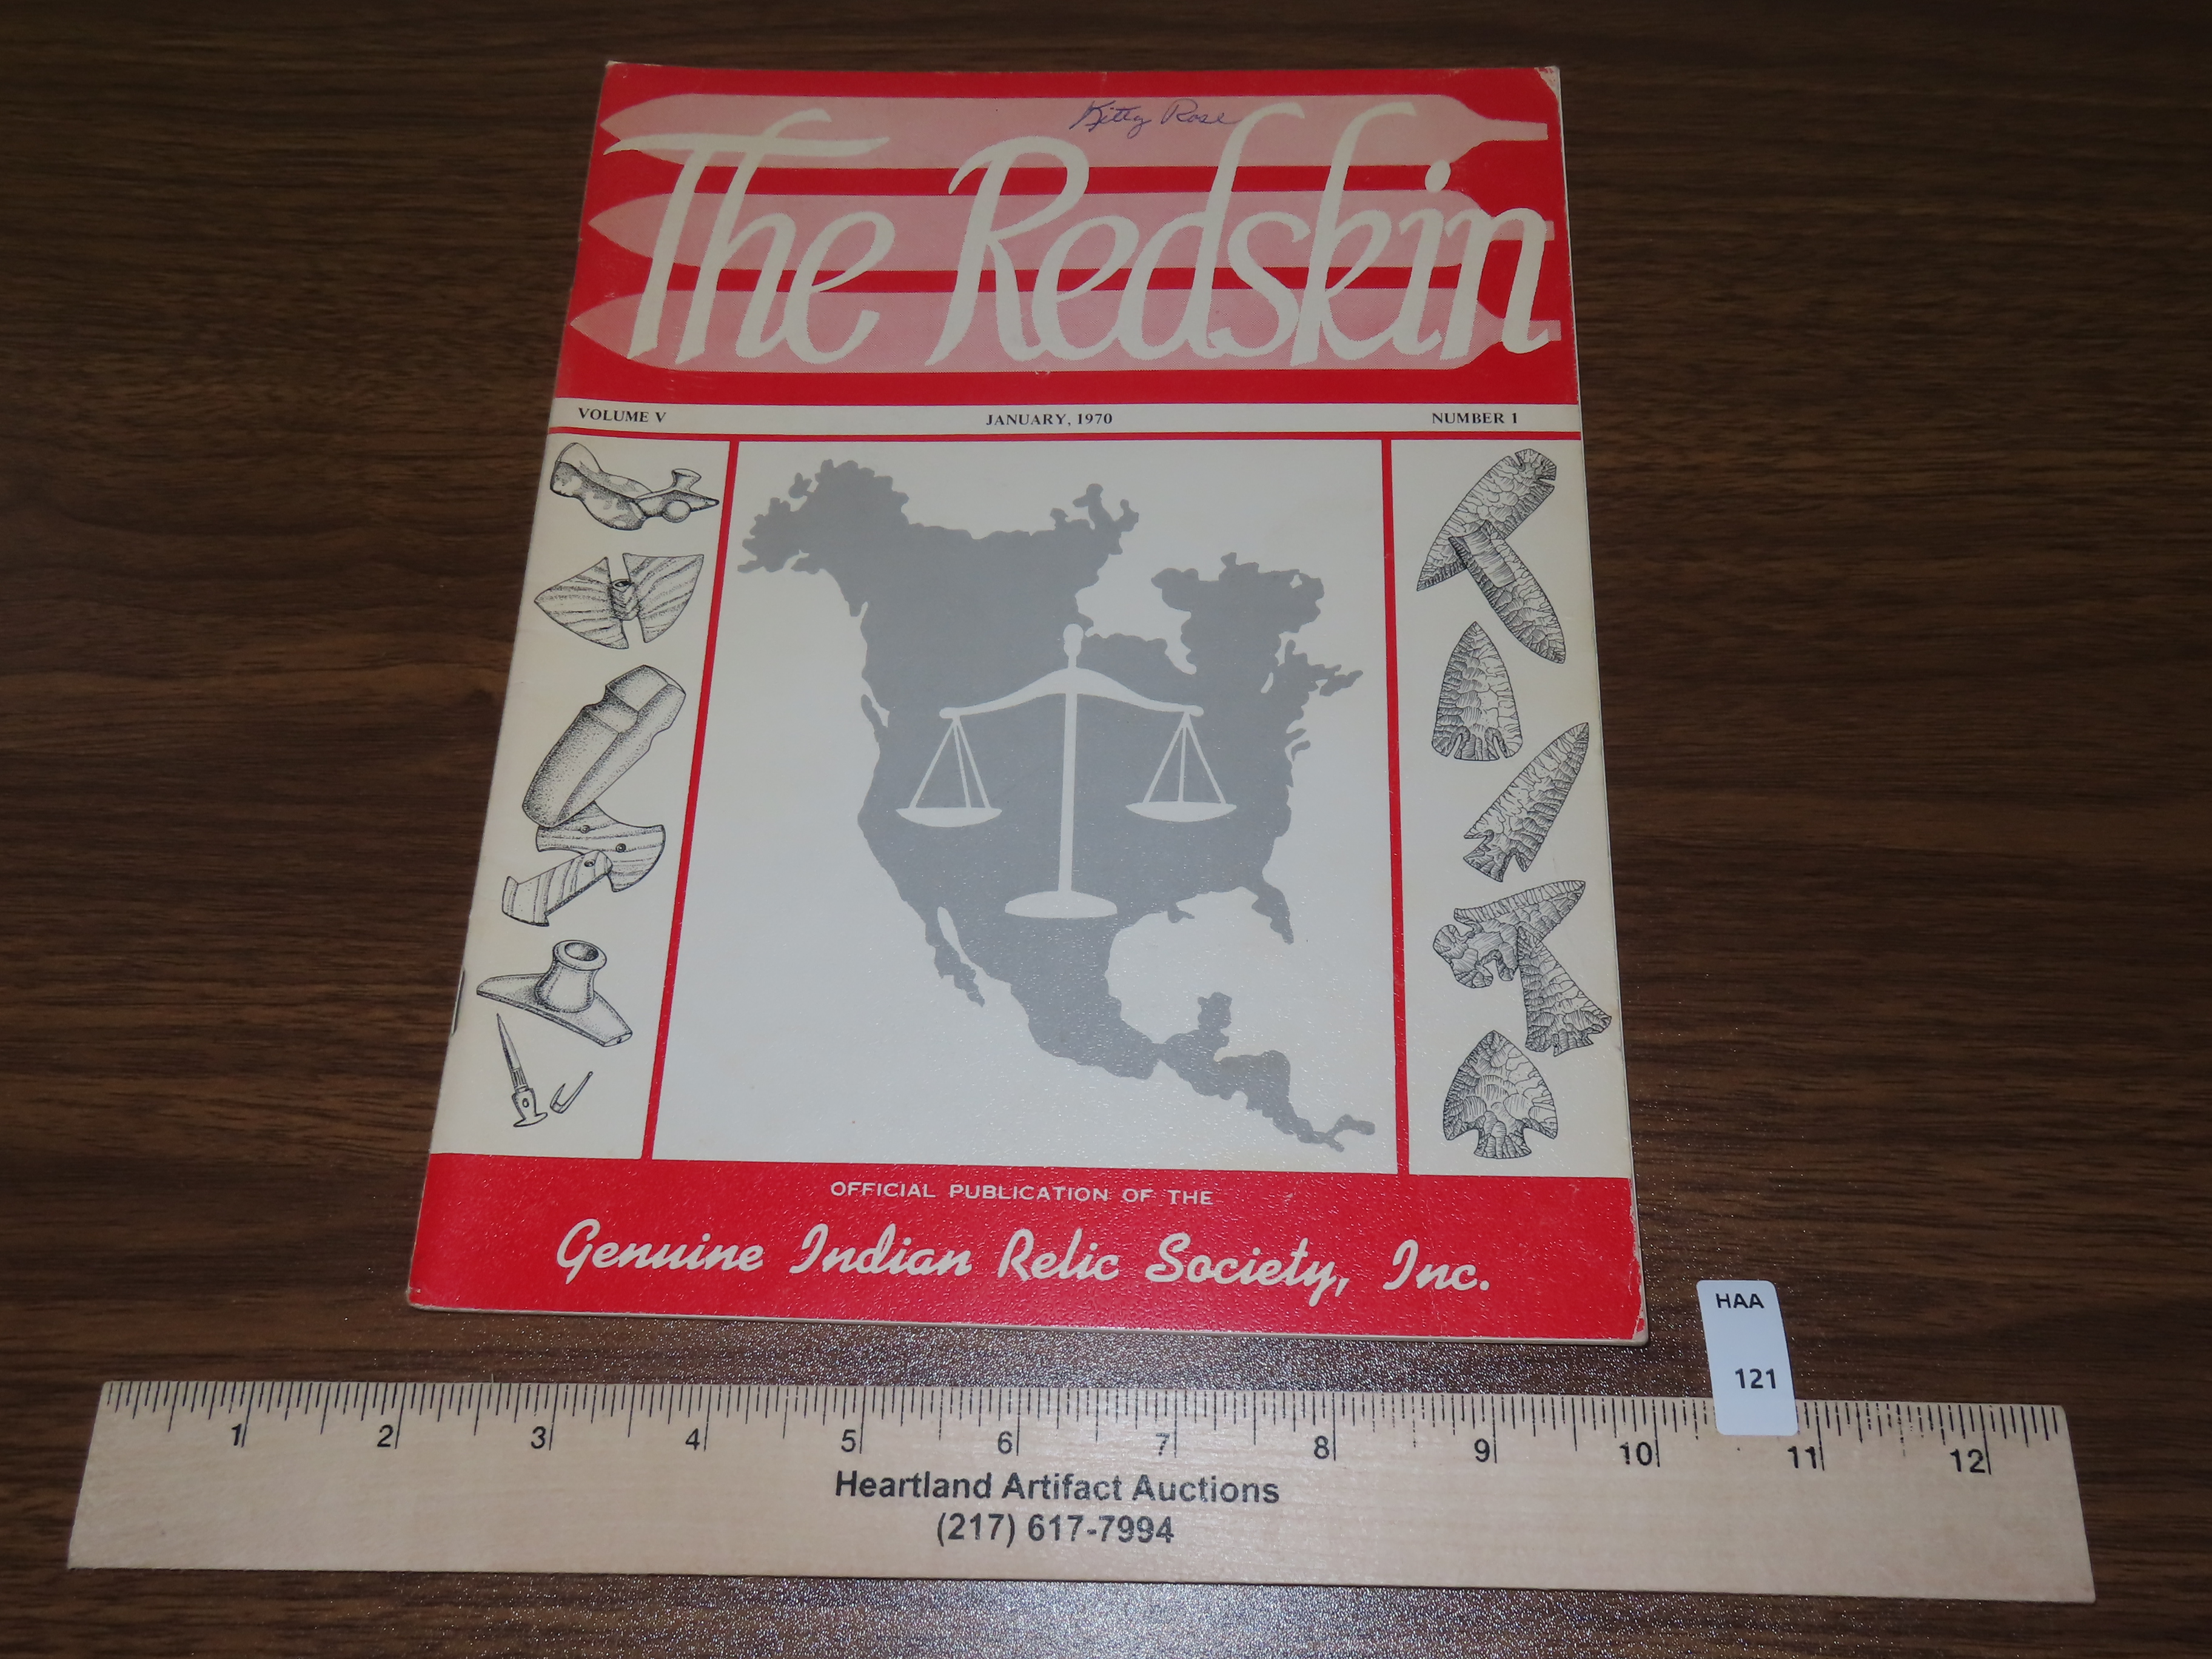 Kitty Rose
The Redskin
VOLUME V JANUARY, 1970 NUMBER 1
OFFICIAL PUBLICATION OF THE
Genuine Indian Relic Society, Inc.
HAA
121
1 2 3 4 5 6 7 8 9 10 11 12
Heartland Artifact Auctions
(217) 617-7994